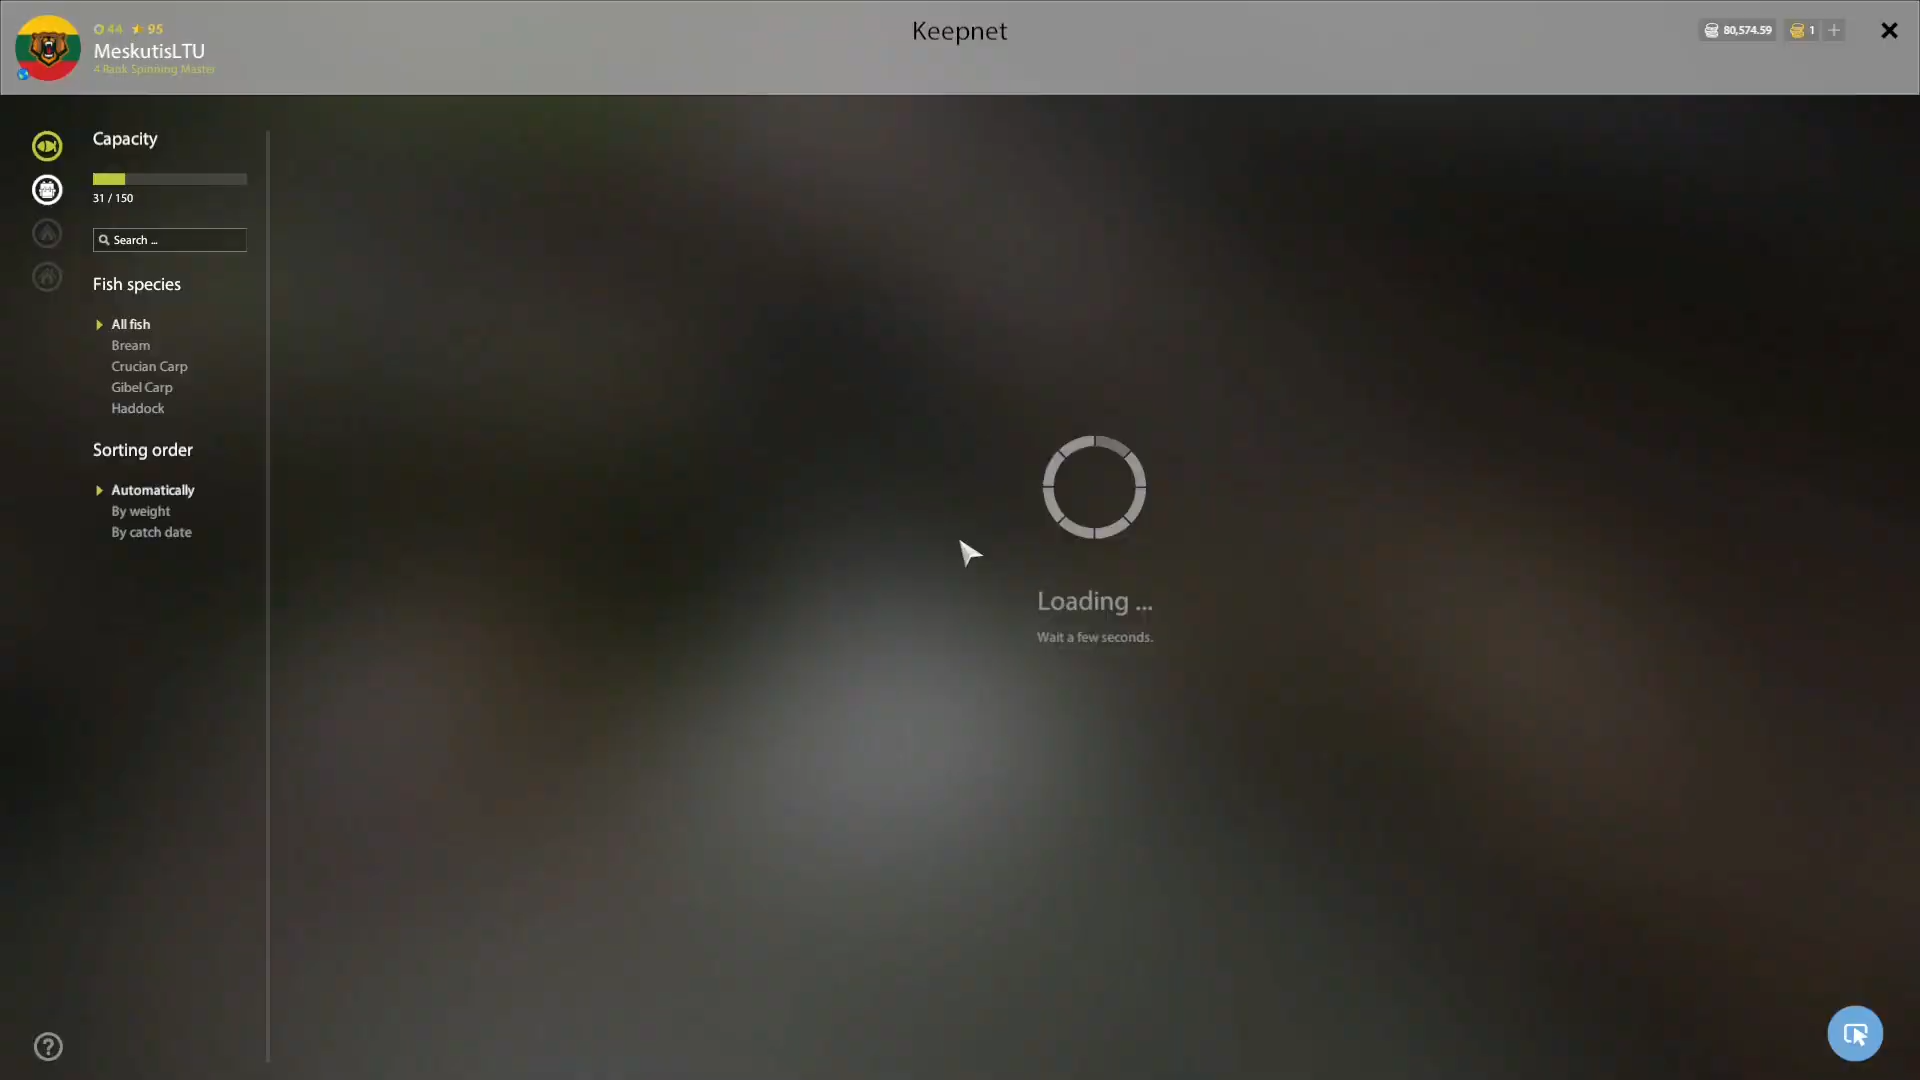 44 95
MeskutisLTU
4 Rank Spinning Master
Keepnet
80,574.59 1 +
Capacity
31 / 150
Search ...
Fish species
All fish
Bream
Crucian Carp
Gibel Carp
Haddock
Sorting order
Automatically
By weight
By catch date
Loading ...
Wait a few seconds.
?